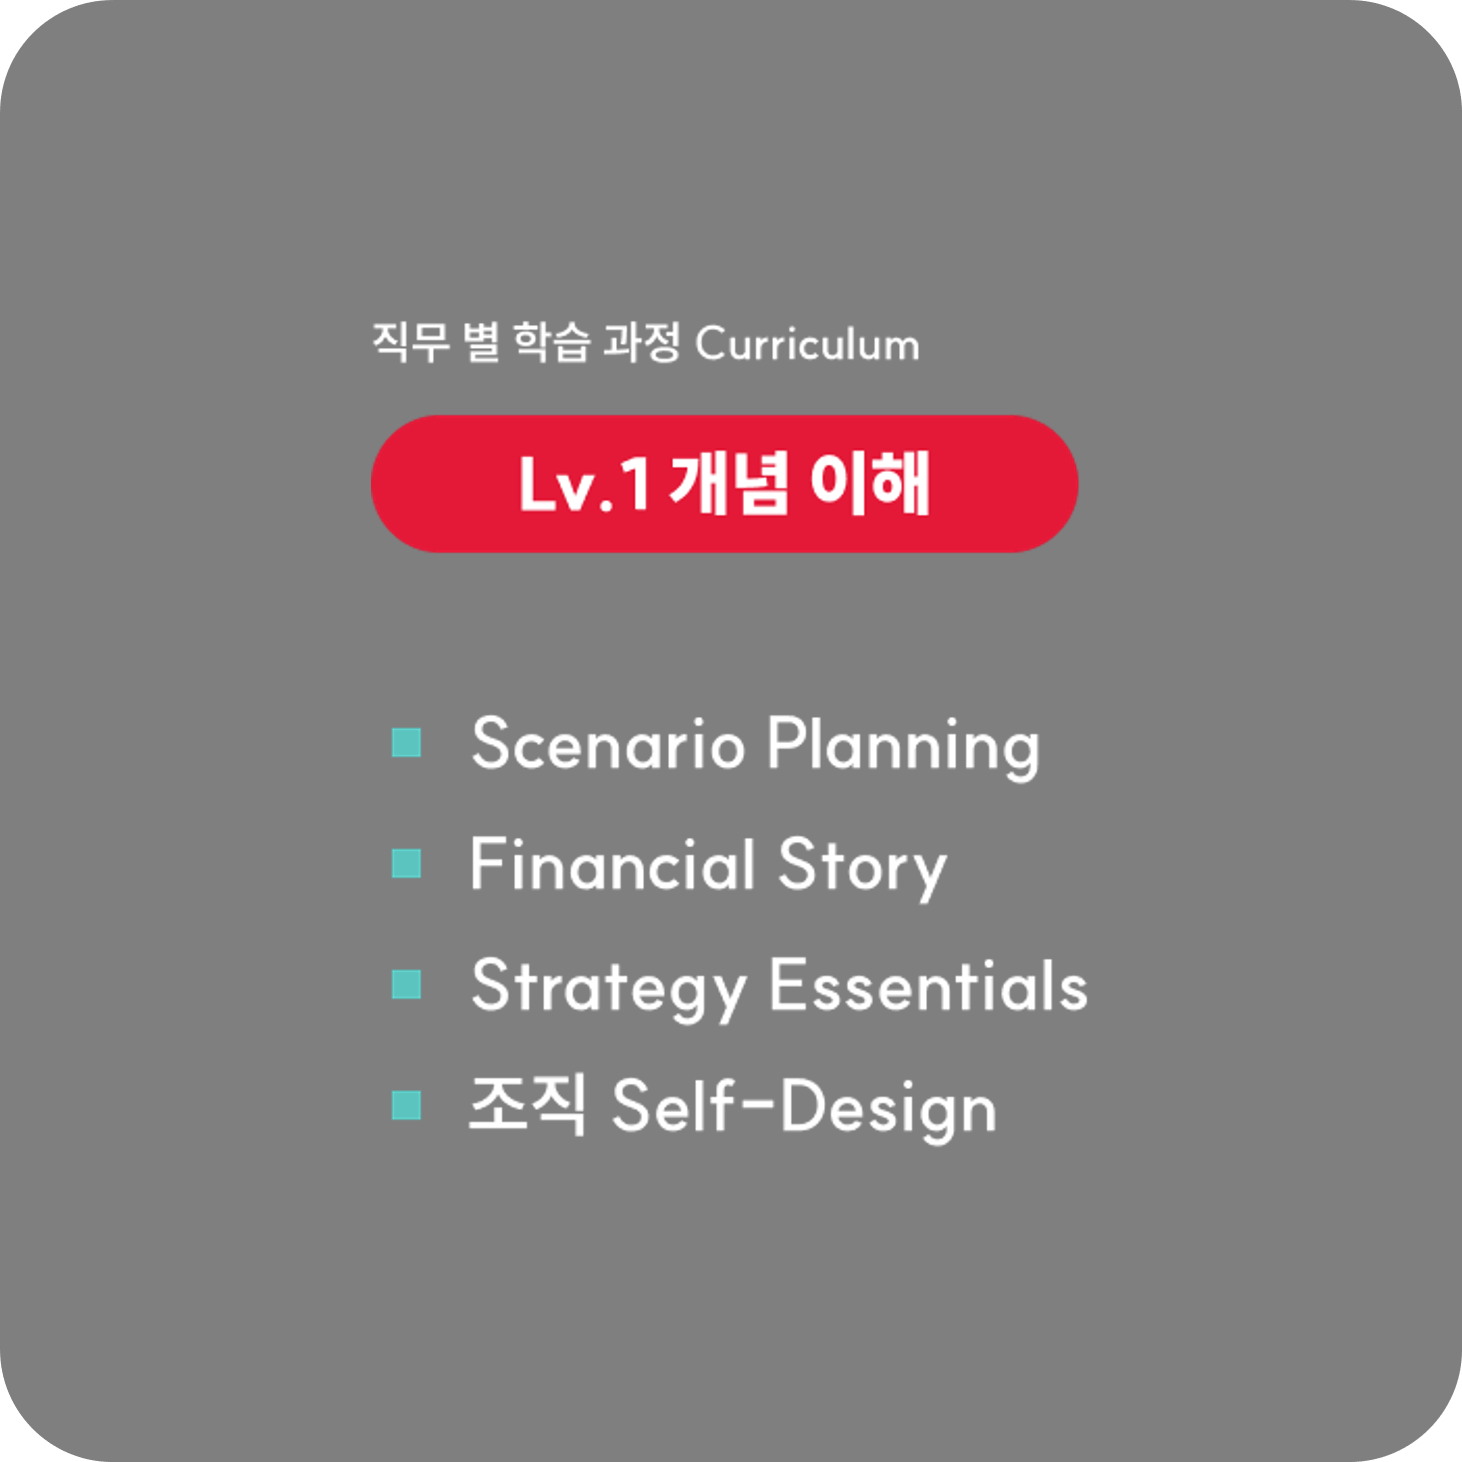 직무 별 학습 과정 Curriculum
Lv.1 개념 이해
Scenario Planning
Financial Story
Strategy Essentials
조직 Self-Design